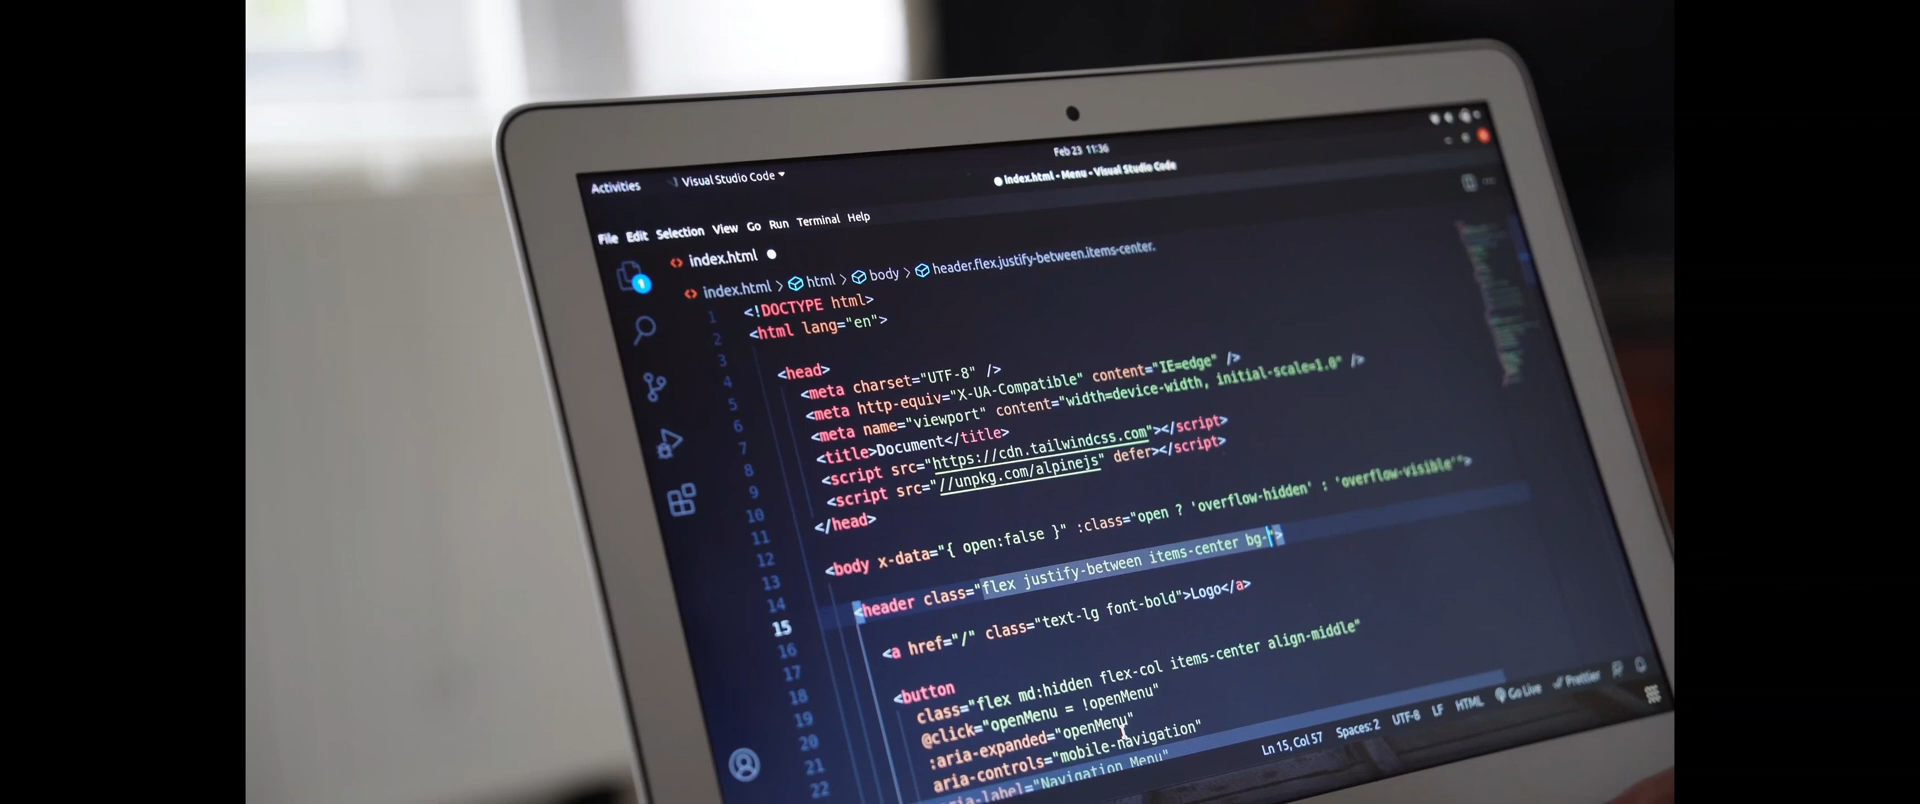 Feb 23 11:36
Activities
Visual Studio Code
index.html - Menu - Visual Studio Code
File Edit Selection View Go Run Terminal Help
index.html
index.html > html > body > header.flex.justify-between.items-center.
1 <!DOCTYPE html>
2 <html lang="en">
3
4 <head>
5 <meta charset="UTF-8" />
6 <meta http-equiv="X-UA-Compatible" content="IE=edge" />
7 <meta name="viewport" content="width=device-width, initial-scale=1.0" />
8 <title>Document</title>
9 <script src="https://cdn.tailwindcss.com"></script>
10 <script src="//unpkg.com/alpinejs" defer></script>
11 </head>
12
13 <body x-data="{ open:false }" :class="open ? 'overflow-hidden' : 'overflow-visible'">
14
15 <header class="flex justify-between items-center bg-">
16
17 <a href="/" class="text-lg font-bold">Logo</a>
18
19 <button
20 class="flex md:hidden flex-col items-center align-middle"
21 @click="openMenu = !openMenu"
22 :aria-expanded="openMenu"
aria-controls="mobile-navigation"
aria-label="Navigation Menu"
Ln 15, Col 57 Spaces: 2 UTF-8 LF HTML Go Live Prettier
1